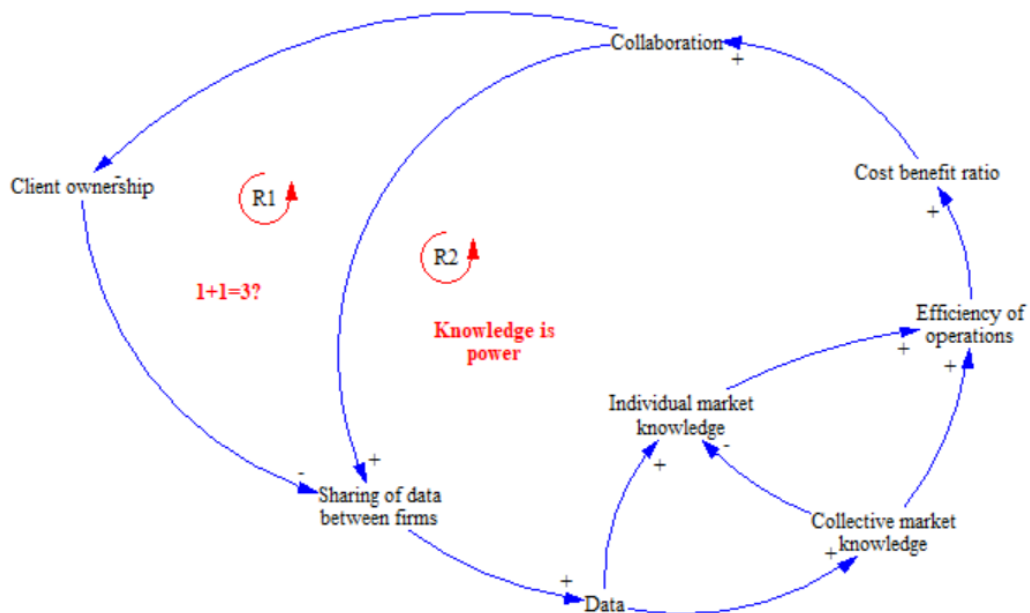 Collaboration
+
Client ownership
-
R1
Cost benefit ratio
+
R2
1+1=3?
Knowledge is
power
Efficiency of
operations
+
+
Individual market
knowledge
-
+
+
-
Sharing of data
between firms
Collective market
knowledge
+
+
Data